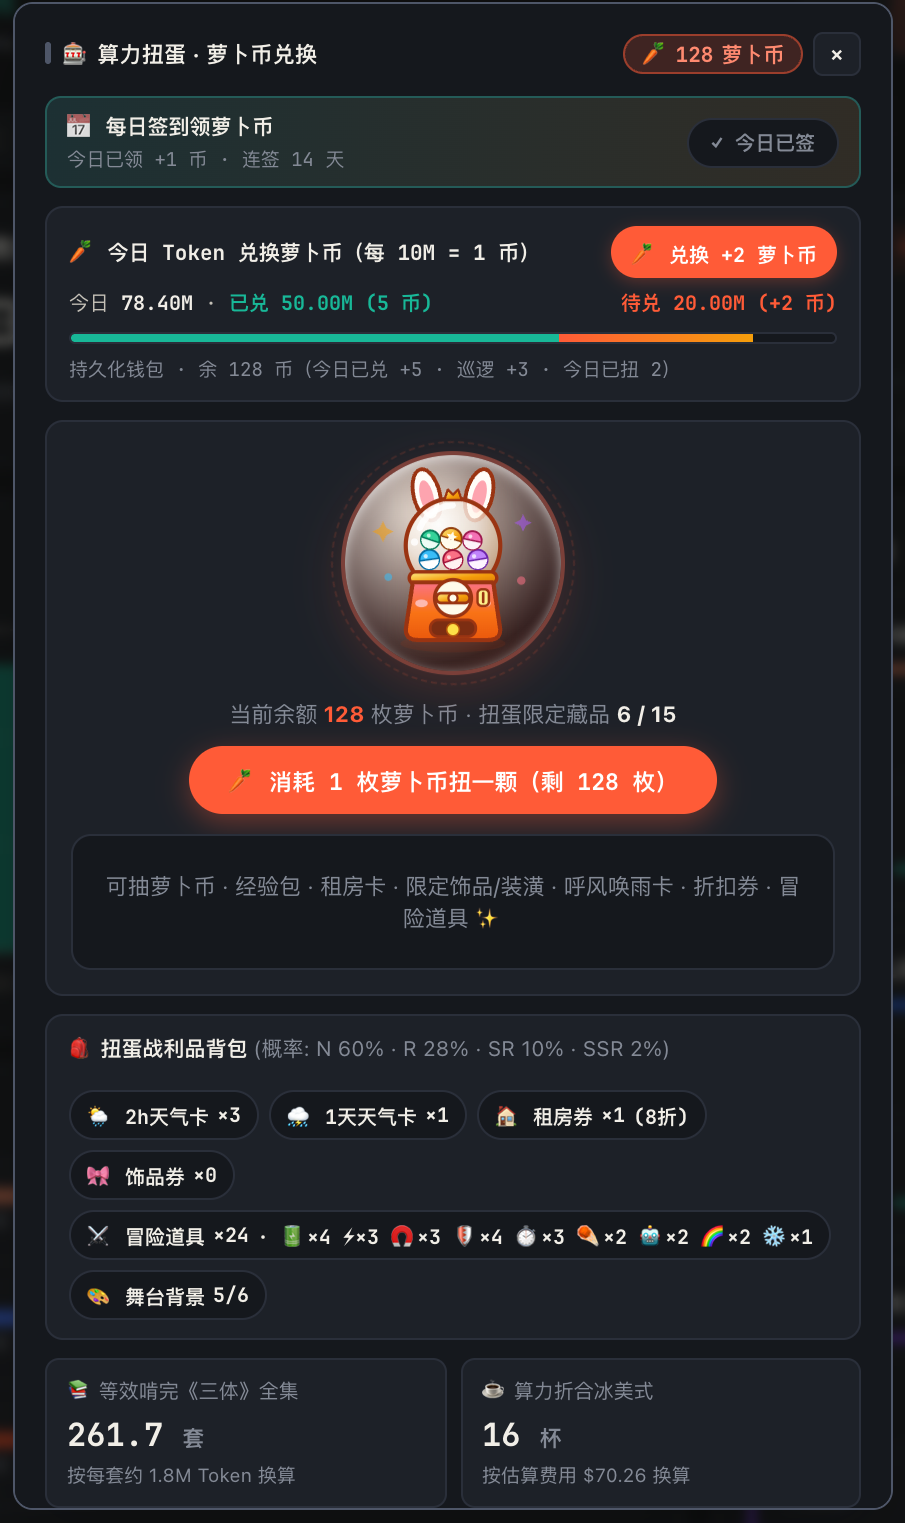 算力扭蛋 · 萝卜币兑换
128 萝卜币
×
17
每日签到领萝卜币
今日已领 +1 币 · 连签 14 天
✓ 今日已签
今日 Token 兑换萝卜币 (每 10M = 1 币)
兑换 +2 萝卜币
今日 78.40M · 已兑 50.00M (5 币)
待兑 20.00M (+2 币)
持久化钱包 · 余 128 币 (今日已兑 +5 · 巡逻 +3 · 今日已扭 2)
当前余额 128 枚萝卜币 · 扭蛋限定藏品 6 / 15
消耗 1 枚萝卜币扭一颗 (剩 128 枚)
可抽萝卜币 · 经验包 · 租房卡 · 限定饰品/装潢 · 呼风唤雨卡 · 折扣券 · 冒
险道具 ✨
扭蛋战利品背包 (概率: N 60% · R 28% · SR 10% · SSR 2%)
2h天气卡 ×3
1天天气卡 ×1
租房券 ×1 (8折)
饰品券 ×0
冒险道具 ×24 · ×4 ×3 ×3 ×4 ×3 ×2 ×2 ×2 ×1
舞台背景 5/6
等效啃完《三体》全集
261.7 套
按每套约 1.8M Token 换算
算力折合冰美式
16 杯
按估算费用 $70.26 换算